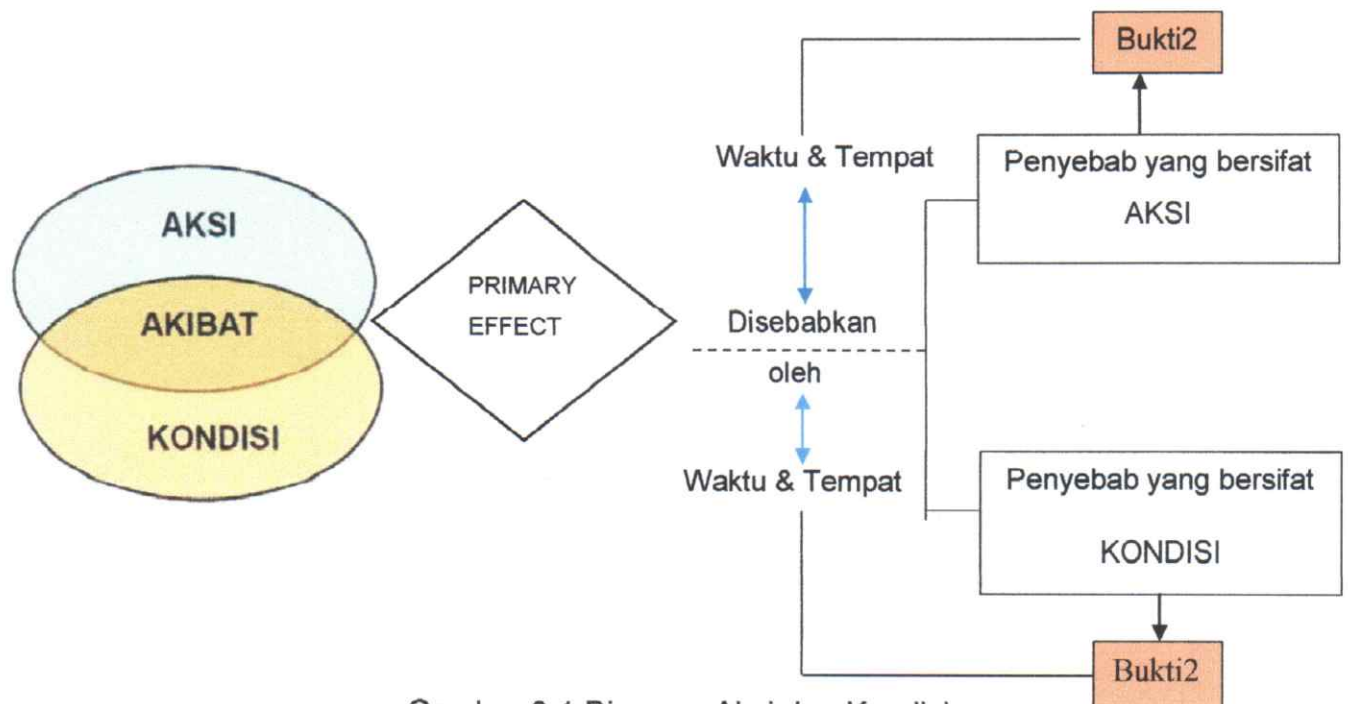 AKSI
AKIBAT
KONDISI
PRIMARY
EFFECT
Waktu & Tempat
Disebabkan
oleh
Waktu & Tempat
Bukti2
Penyebab yang bersifat
AKSI
Penyebab yang bersifat
KONDISI
Bukti2